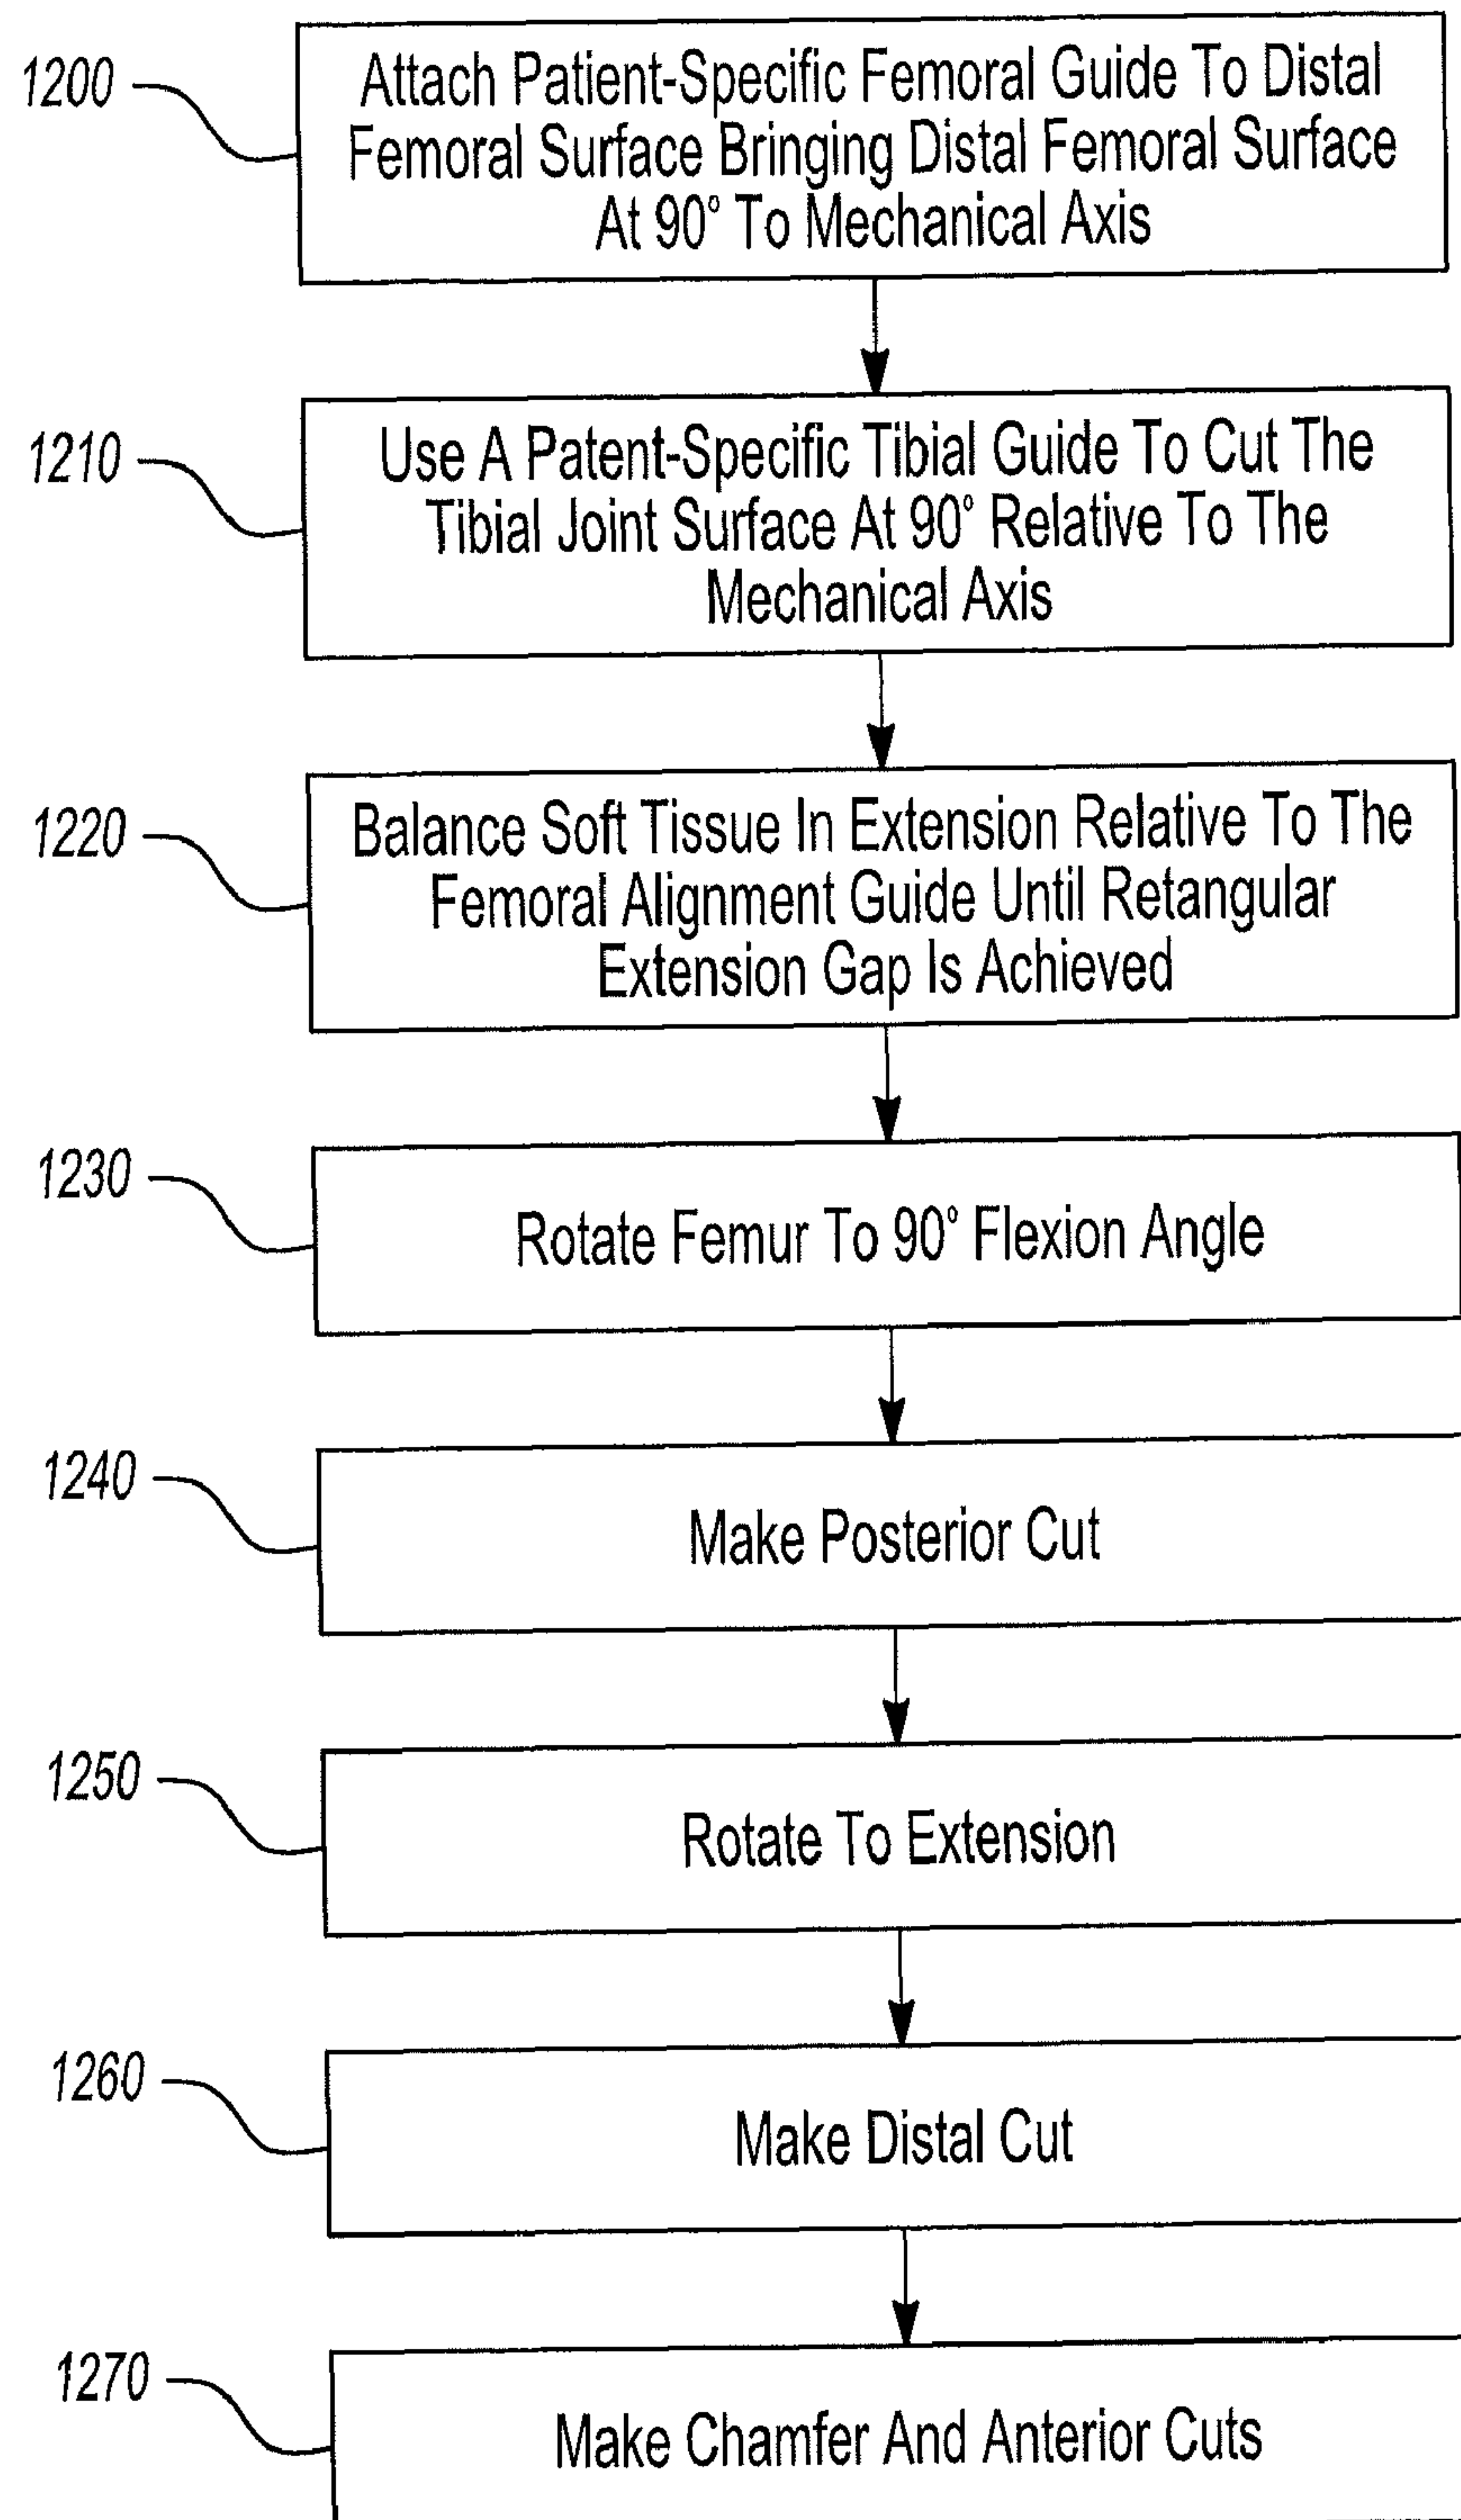 1200
Attach Patient-Specific Femoral Guide To Distal
Femoral Surface Bringing Distal Femoral Surface
At 90° To Mechanical Axis
1210
Use A Patent-Specific Tibial Guide To Cut The
Tibial Joint Surface At 90° Relative To The
Mechanical Axis
1220
Balance Soft Tissue In Extension Relative To The
Femoral Alignment Guide Until Retangular
Extension Gap Is Achieved
1230
Rotate Femur To 90° Flexion Angle
1240
Make Posterior Cut
1250
Rotate To Extension
1260
Make Distal Cut
1270
Make Chamfer And Anterior Cuts